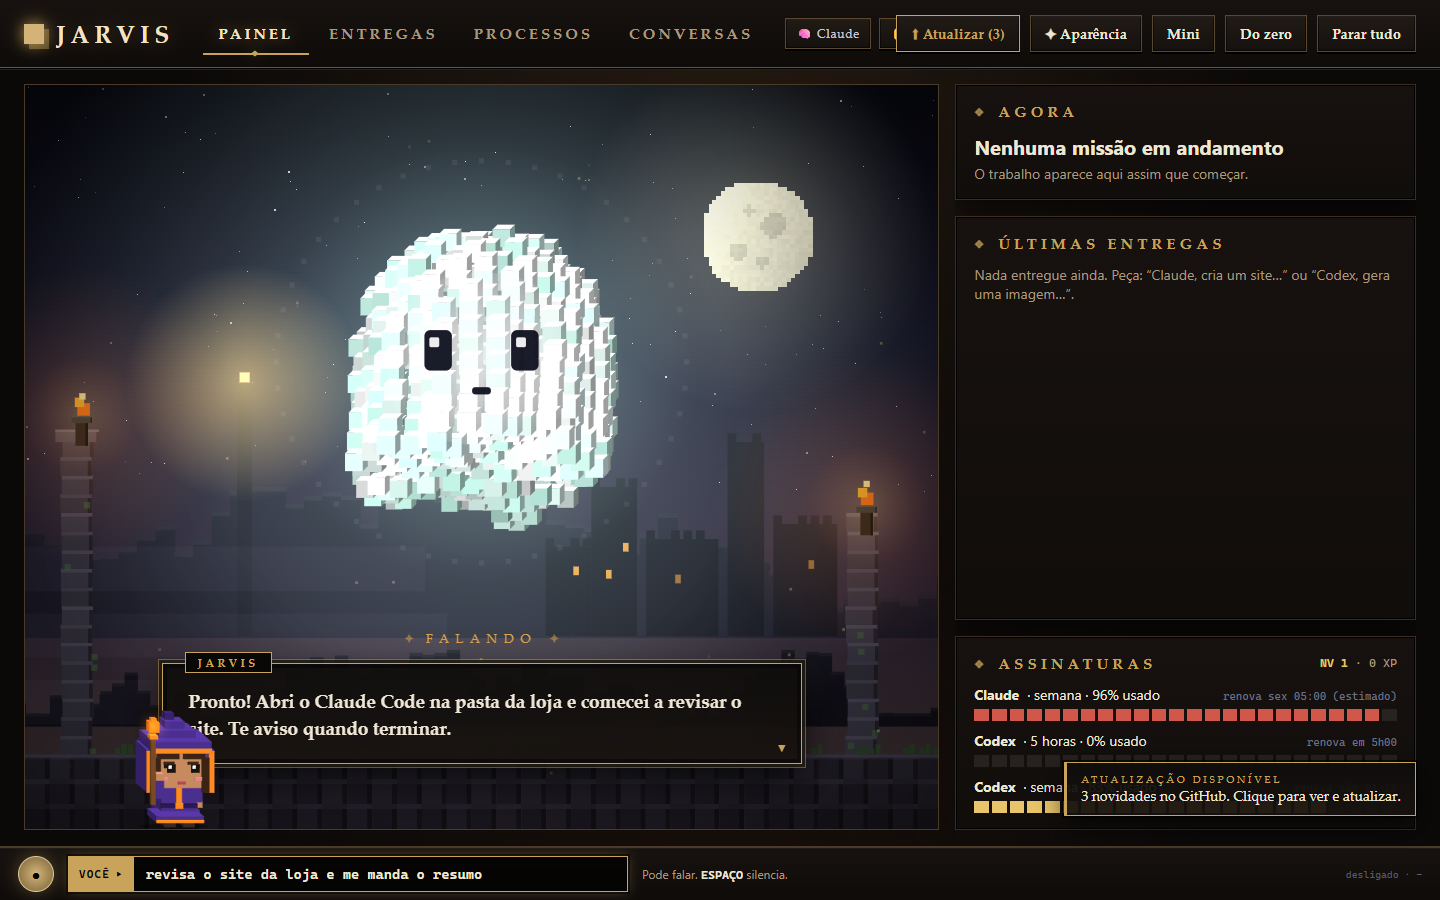 JARVIS
PAINEL
ENTREGAS
PROCESSOS
CONVERSAS
Claude
⬆ Atualizar (3)
✦ Aparência
Mini
Do zero
Parar tudo
AGORA
Nenhuma missão em andamento
O trabalho aparece aqui assim que começar.
ÚLTIMAS ENTREGAS
Nada entregue ainda. Peça: “Claude, cria um site…” ou “Codex, gera
uma imagem…”.
✦ FALANDO ✦
JARVIS
Pronto! Abri o Claude Code na pasta da loja e comecei a revisar o
site. Te aviso quando terminar.
ASSINATURAS
NV 1 · 0 XP
Claude · semana · 96% usado
renova sex 05:00 (estimado)
Codex · 5 horas · 0% usado
renova em 5h00
Codex · sema
ATUALIZAÇÃO DISPONÍVEL
3 novidades no GitHub. Clique para ver e atualizar.
VOCÊ ▸
revisa o site da loja e me manda o resumo
Pode falar. ESPAÇO silencia.
desligado · —